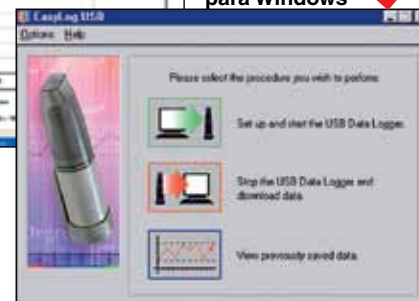 para Windows
EasyLog USB
Options Help
Please select the procedure you wish to perform:
Set up and start the USB Data Logger.
Stop the USB Data Logger and
download data.
View previously saved data.